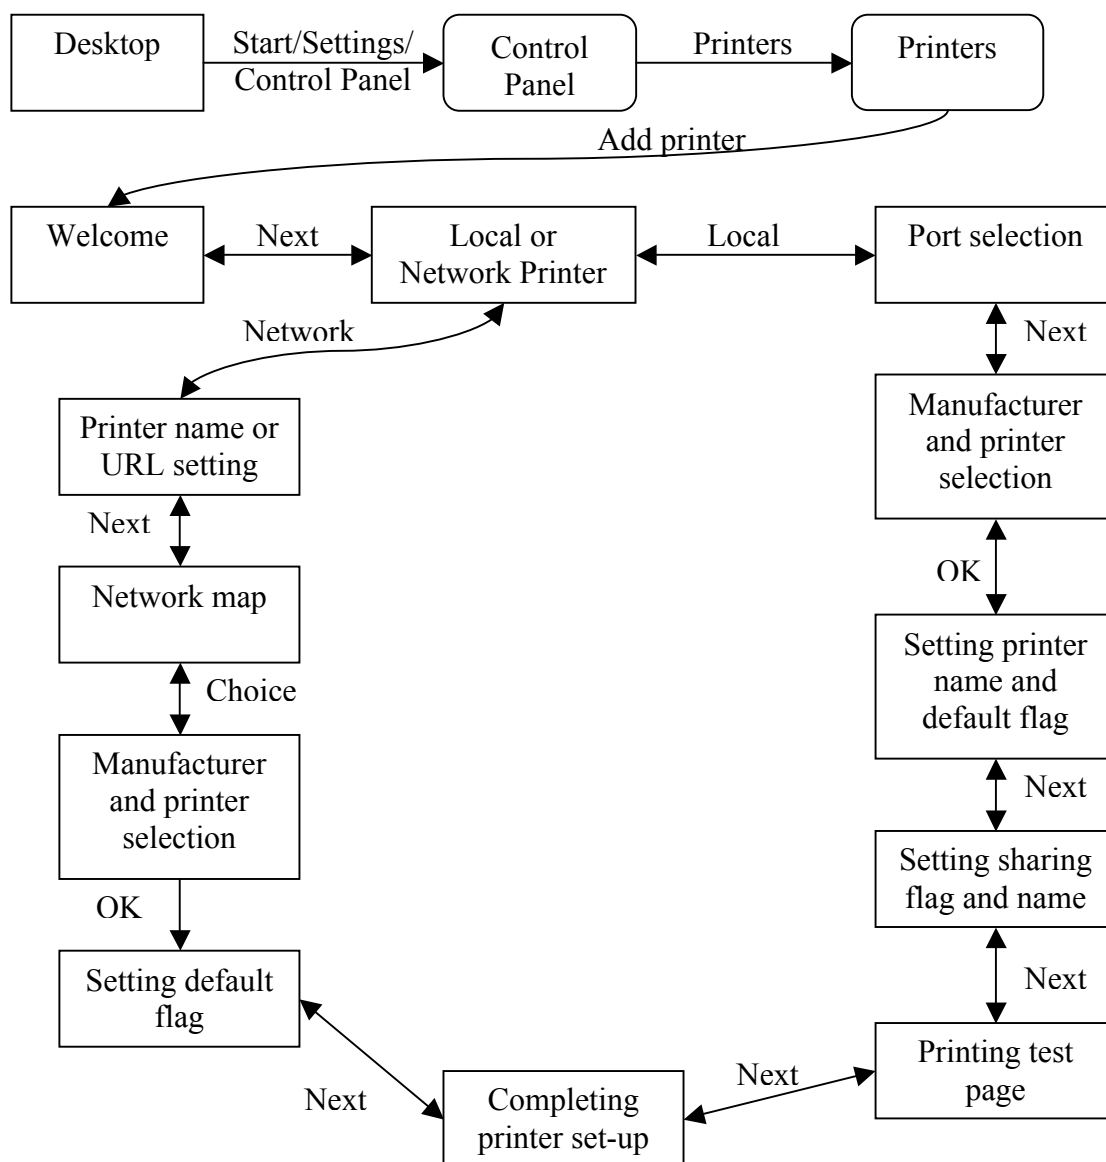 Desktop
Start/Settings/
Control Panel
Control
Panel
Printers
Printers
Add printer
Welcome
Next
Local or
Network Printer
Local
Port selection
Network
Next
Printer name or
URL setting
Manufacturer
and printer
selection
Next
OK
Network map
Setting printer
name and
default flag
Choice
Manufacturer
and printer
selection
Next
Setting sharing
flag and name
OK
Next
Setting default
flag
Printing test
page
Next
Next
Completing
printer set-up